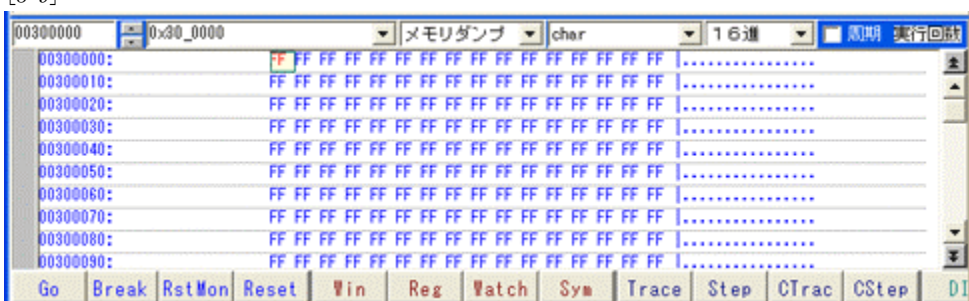 00300000 0x30_0000 メモリダンプ char 16進 周期 実行回数
00300000: FF FF FF FF FF FF FF FF FF FF FF FF FF FF FF FF |................
00300010: FF FF FF FF FF FF FF FF FF FF FF FF FF FF FF FF |................
00300020: FF FF FF FF FF FF FF FF FF FF FF FF FF FF FF FF |................
00300030: FF FF FF FF FF FF FF FF FF FF FF FF FF FF FF FF |................
00300040: FF FF FF FF FF FF FF FF FF FF FF FF FF FF FF FF |................
00300050: FF FF FF FF FF FF FF FF FF FF FF FF FF FF FF FF |................
00300060: FF FF FF FF FF FF FF FF FF FF FF FF FF FF FF FF |................
00300070: FF FF FF FF FF FF FF FF FF FF FF FF FF FF FF FF |................
00300080: FF FF FF FF FF FF FF FF FF FF FF FF FF FF FF FF |................
00300090: FF FF FF FF FF FF FF FF FF FF FF FF FF FF FF FF |................
Go Break RstMon Reset Win Reg Watch Sym Trace Step CTrac CStep